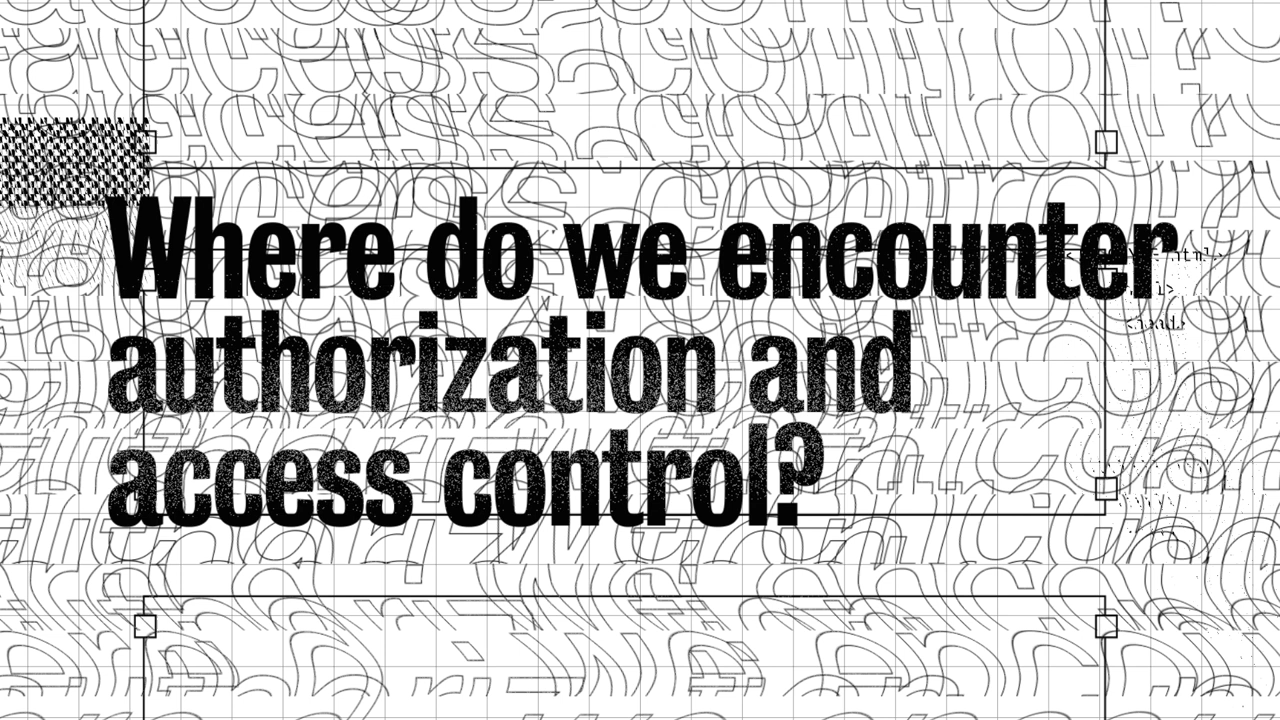 Where do we encounter
authorization and
access control?